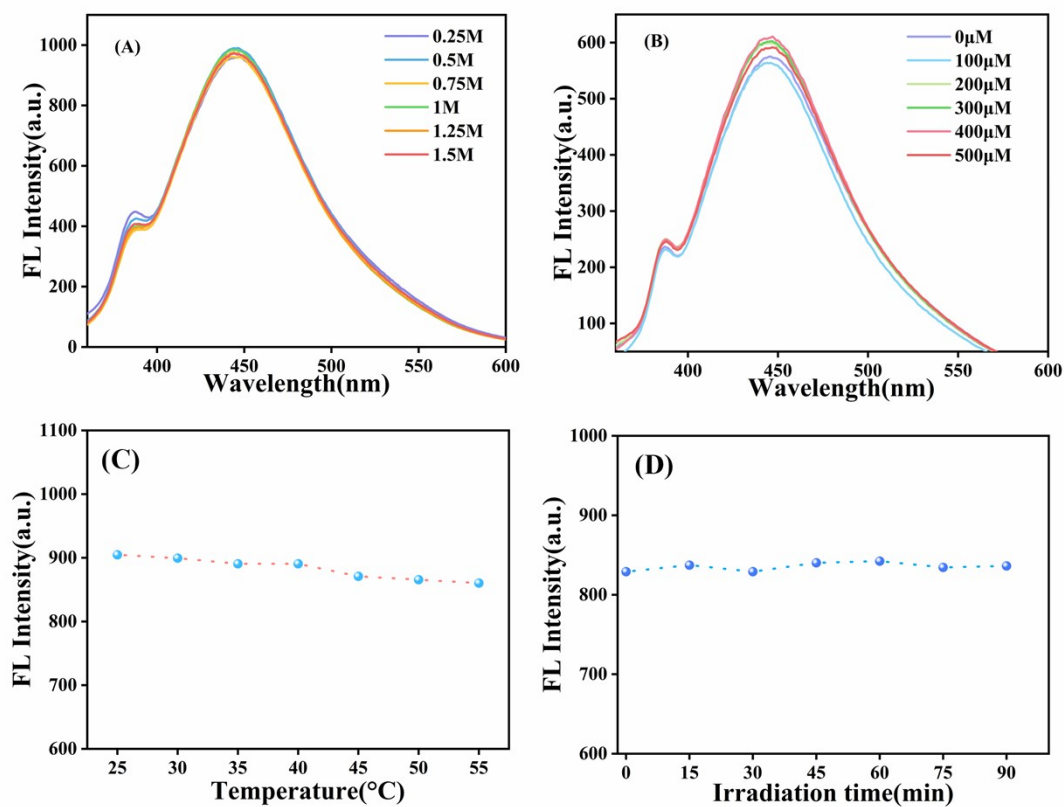 (A)
0.25M
0.5M
0.75M
1M
1.25M
1.5M
FL Intensity(a.u.)
1000
800
600
400
200
0
400
450
500
550
600
Wavelength(nm)
(B)
0μM
100μM
200μM
300μM
400μM
500μM
FL Intensity(a.u.)
600
500
400
300
200
100
400
450
500
550
600
Wavelength(nm)
(C)
FL Intensity(a.u.)
1100
1000
900
800
700
600
25
30
35
40
45
50
55
Temperature(°C)
(D)
FL Intensity(a.u.)
1000
900
800
700
600
0
15
30
45
60
75
90
Irradiation time(min)